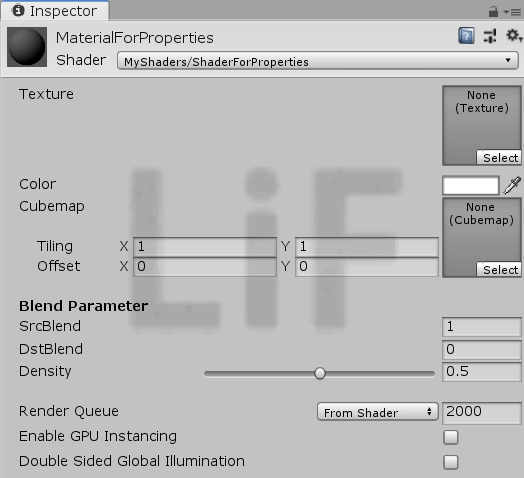 Inspector
MaterialForProperties
Shader MyShaders/ShaderForProperties
Texture
None
(Texture)
Select
Color
Cubemap
None
(Cubemap)
Tiling X 1 Y 1
Offset X 0 Y 0
Select
LiF
Blend Parameter
SrcBlend 1
DstBlend 0
Density 0.5
Render Queue From Shader 2000
Enable GPU Instancing
Double Sided Global Illumination